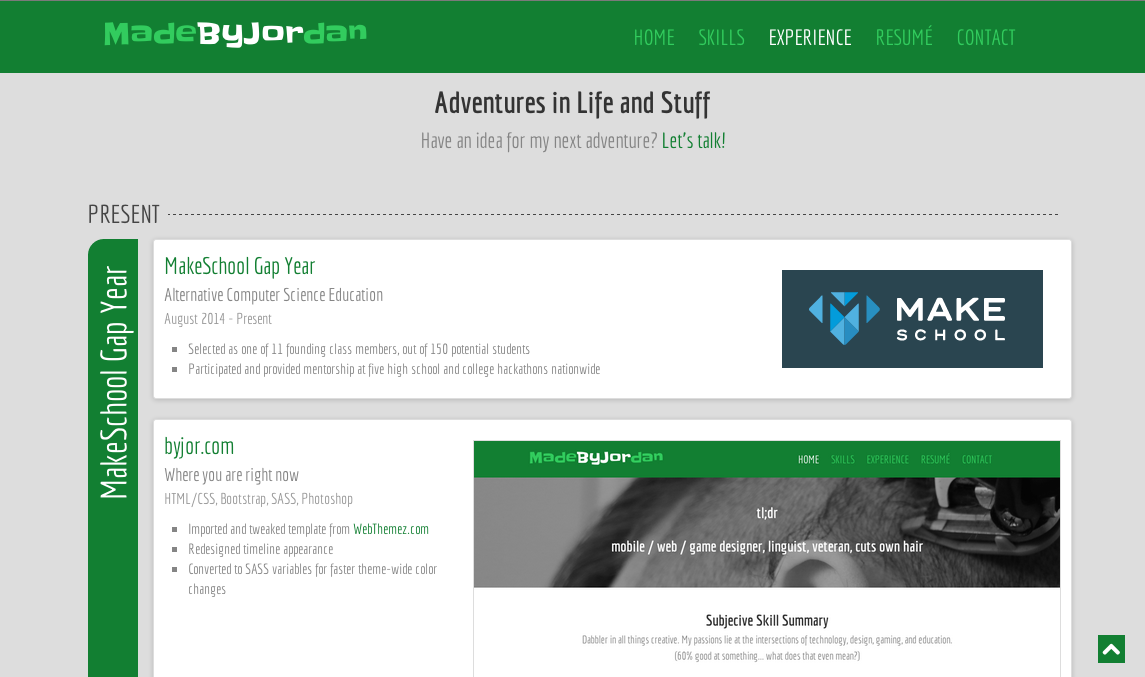 MadeByJordan
HOME SKILLS EXPERIENCE RESUMÉ CONTACT
Adventures in Life and Stuff
Have an idea for my next adventure? Let's talk!
PRESENT
MakeSchool Gap Year
MakeSchool Gap Year
Alternative Computer Science Education
August 2014 - Present
Selected as one of 11 founding class members, out of 150 potential students
Participated and provided mentorship at five high school and college hackathons nationwide
MAKE
SCHOOL
byjor.com
Where you are right now
HTML/CSS, Bootstrap, SASS, Photoshop
Imported and tweaked template from WebThemez.com
Redesigned timeline appearance
Converted to SASS variables for faster theme-wide color
changes
MadeByJordan
HOME SKILLS EXPERIENCE RESUMÉ CONTACT
tl;dr
mobile / web / game designer, linguist, veteran, cuts own hair
Subjecive Skill Summary
Dabbler in all things creative. My passions lie at the intersections of technology, design, gaming, and education.
(60% good at something... what does that even mean?)